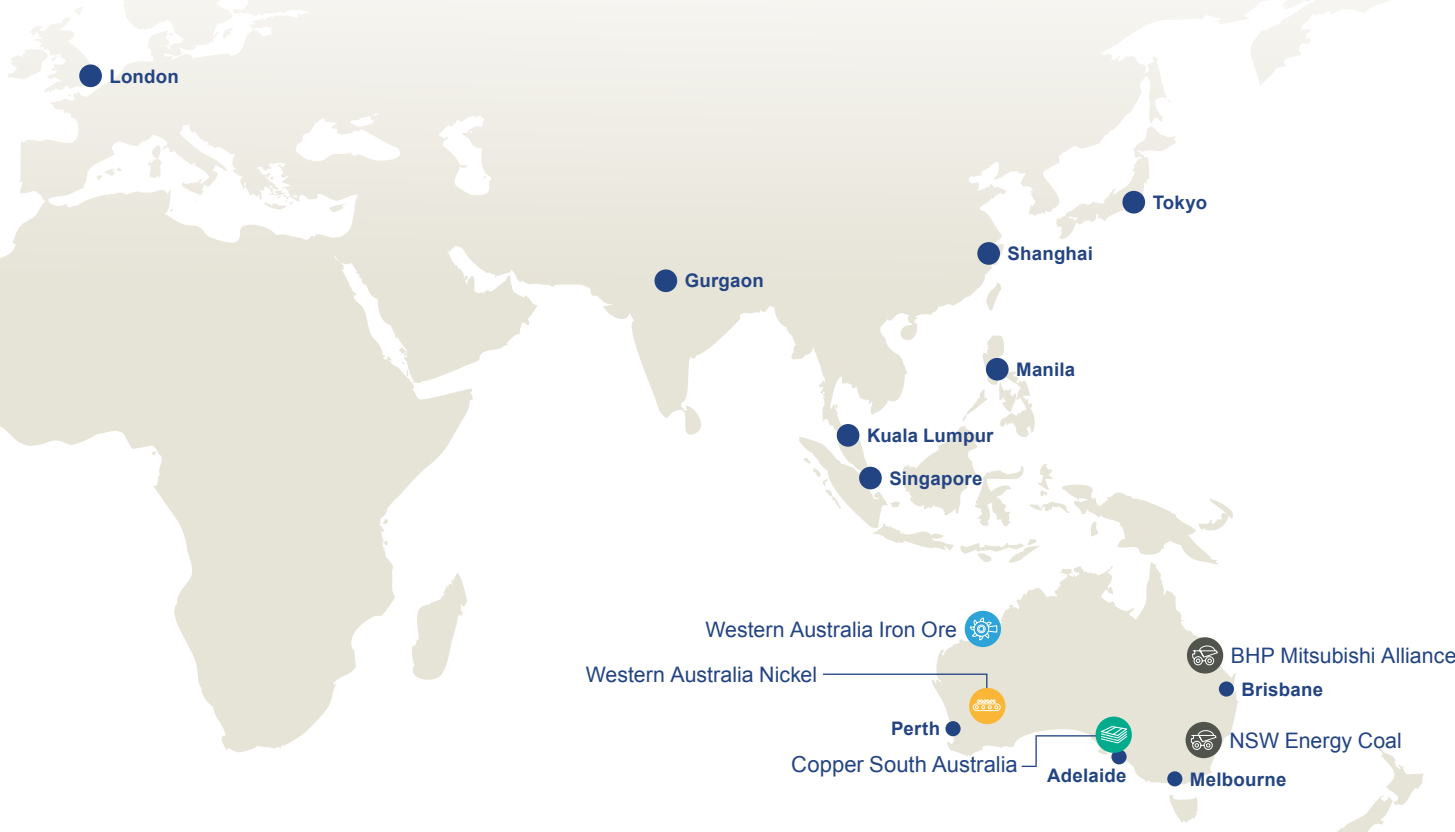 London
Tokyo
Shanghai
Gurgaon
Manila
Kuala Lumpur
Singapore
Western Australia Iron Ore
BHP Mitsubishi Alliance
Western Australia Nickel
Brisbane
Perth
NSW Energy Coal
Copper South Australia
Adelaide
Melbourne